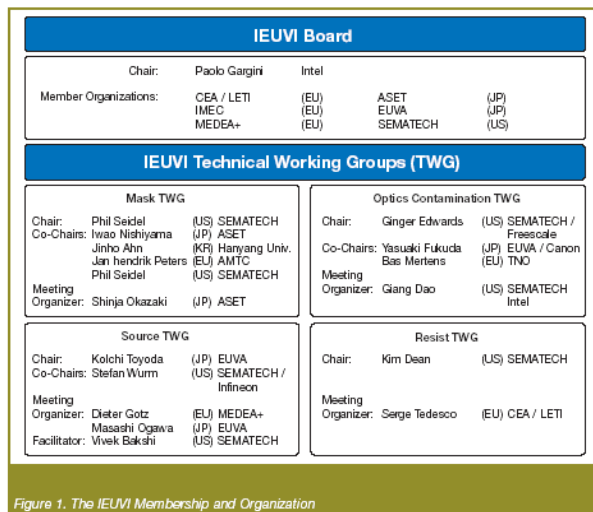 IEUVI Board
Chair: Paolo Gargini Intel
Member Organizations: CEA / LETI (EU) ASET (JP)
IMEC (EU) EUVA (JP)
MEDEA+ (EU) SEMATECH (US)
IEUVI Technical Working Groups (TWG)
Mask TWG
Chair: Phil Seidel (US) SEMATECH
Co-Chairs: Iwao Nishiyama (JP) ASET
Jinho Ahn (KR) Hanyang Univ.
Jan hendrik Peters (EU) AMTC
Phil Seidel (US) SEMATECH
Meeting
Organizer: Shinja Okazaki (JP) ASET
Optics Contamination TWG
Chair: Ginger Edwards (US) SEMATECH /
Freescale
Co-Chairs: Yasuaki Fukuda (JP) EUVA / Canon
Bas Mertens (EU) TNO
Meeting
Organizer: Giang Dao (US) SEMATECH
Intel
Source TWG
Chair: Kolchi Toyoda (JP) EUVA
Co-Chairs: Stefan Wurm (US) SEMATECH /
Infineon
Meeting
Organizer: Dieter Gotz (EU) MEDEA+
Masashi Ogawa (JP) EUVA
Facilitator: Vivek Bakshi (US) SEMATECH
Resist TWG
Chair: Kim Dean (US) SEMATECH
Meeting
Organizer: Serge Tedesco (EU) CEA / LETI
Figure 1. The IEUVI Membership and Organization